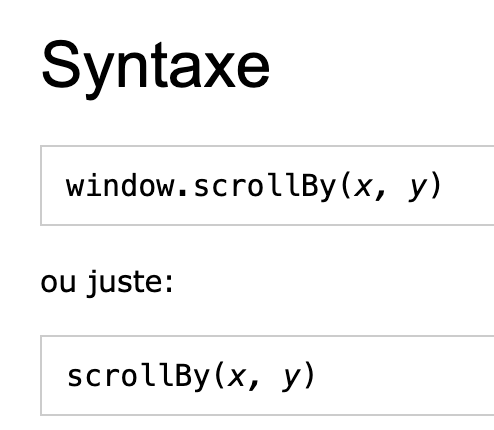 Syntaxe
window.scrollBy(x, y)
ou juste:
scrollBy(x, y)